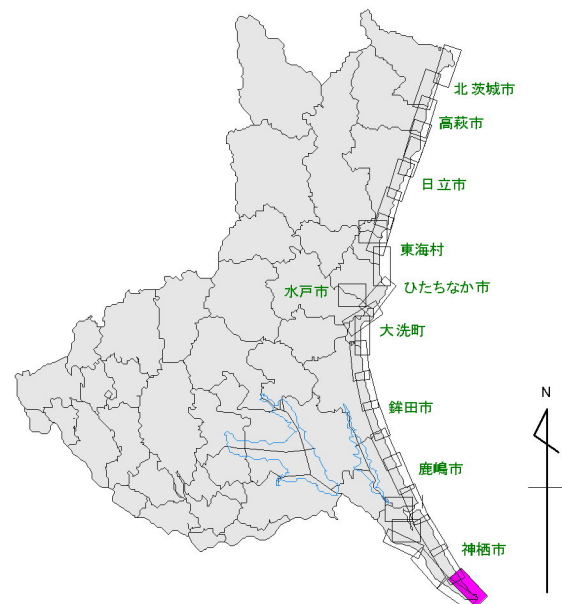 北茨城市
高萩市
日立市
東海村
ひたちなか市
水戸市
大洗町
鉾田市
N
鹿嶋市
神栖市